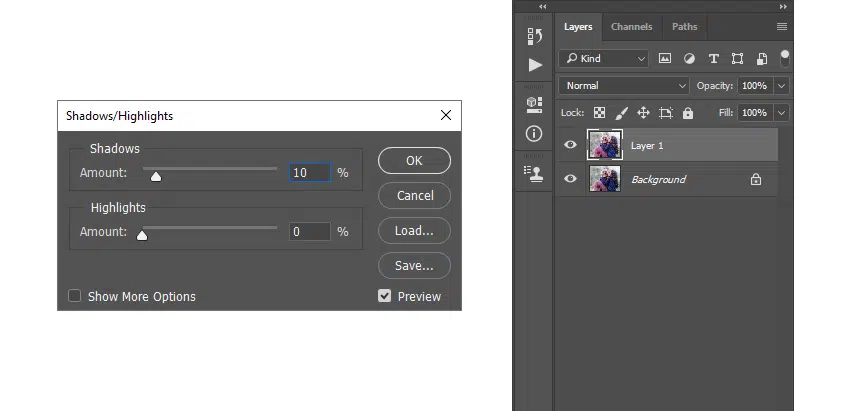 Shadows/Highlights
Shadows
Amount: 10 %
Highlights
Amount: 0 %
Show More Options
OK
Cancel
Load...
Save...
Preview
Layers Channels Paths
Kind
Normal Opacity: 100%
Lock: Fill: 100%
Layer 1
Background